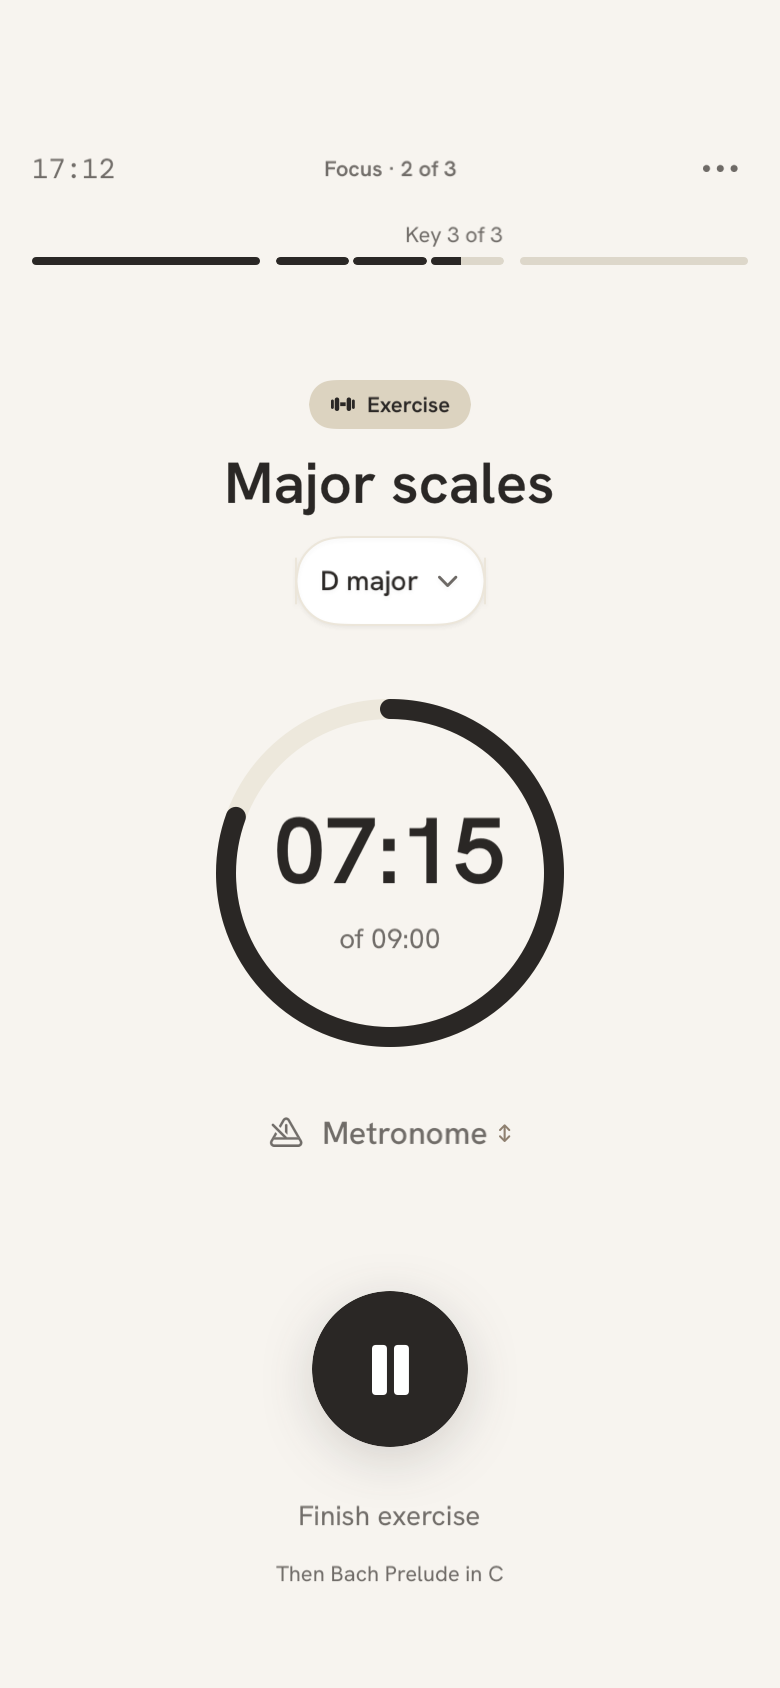 17:12
Focus · 2 of 3
Key 3 of 3
Exercise
Major scales
D major
07:15
of 09:00
Metronome
Finish exercise
Then Bach Prelude in C